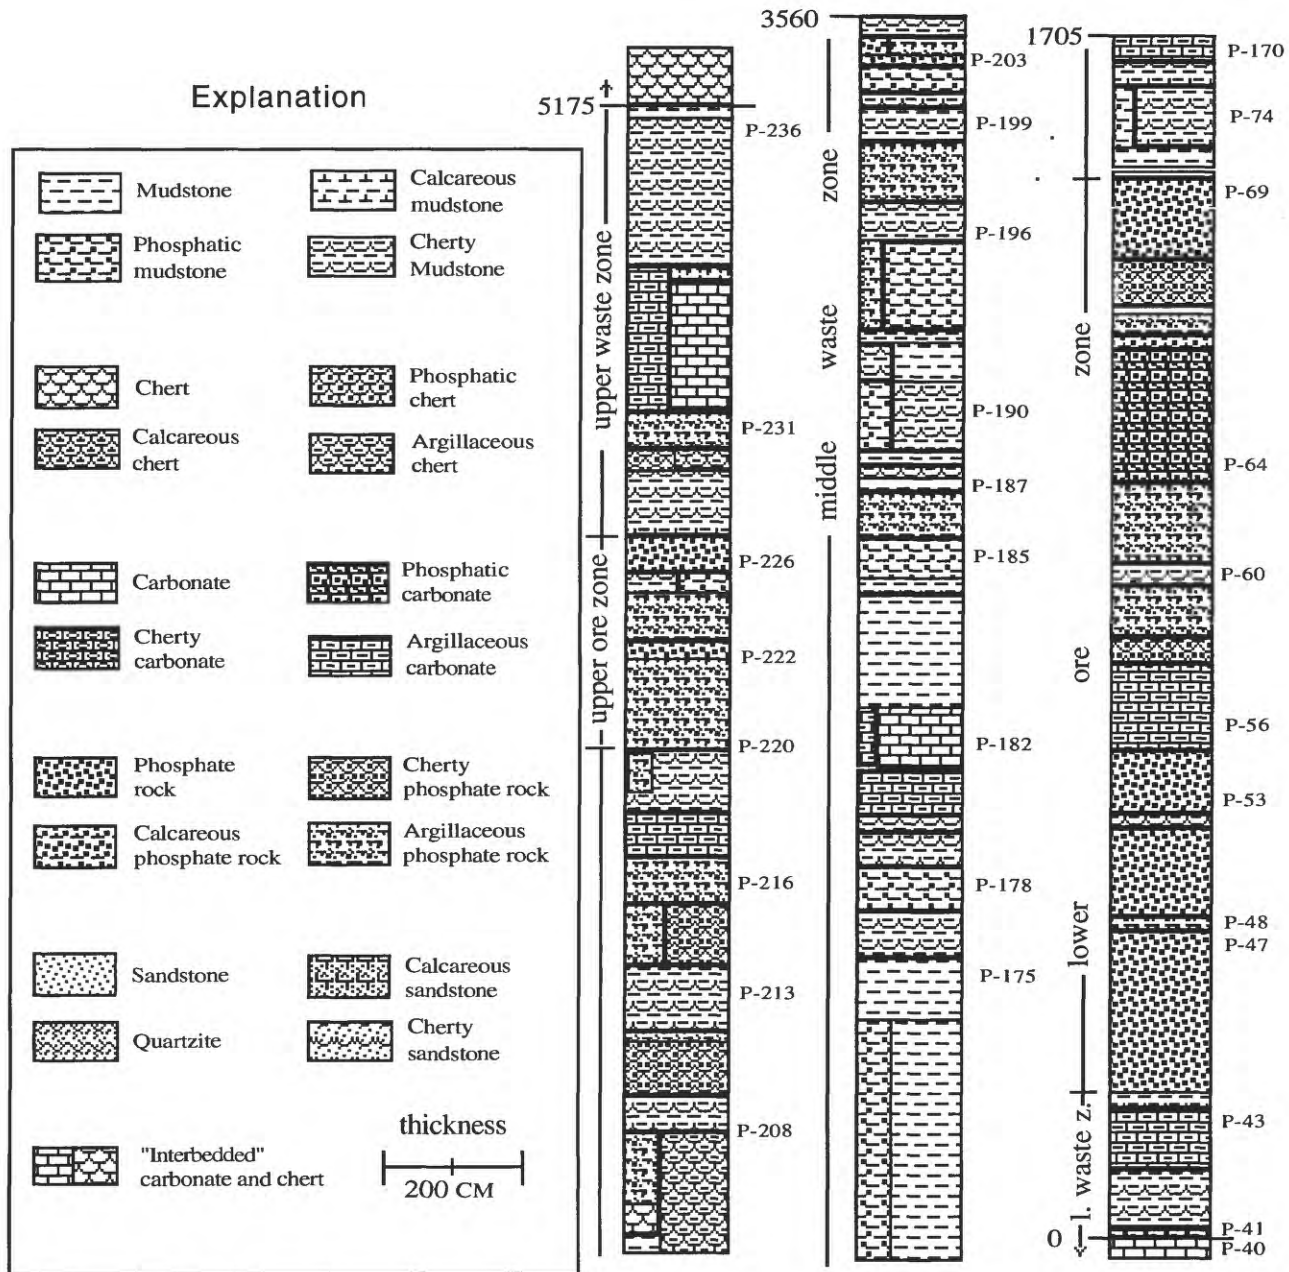 Explanation
Mudstone
Calcareous
mudstone
Phosphatic
mudstone
Cherty
Mudstone
Chert
Phosphatic
chert
Calcareous
chert
Argillaceous
chert
Carbonate
Phosphatic
carbonate
Cherty
carbonate
Argillaceous
carbonate
Phosphate
rock
Cherty
phosphate rock
Calcareous
phosphate rock
Argillaceous
phosphate rock
Sandstone
Calcareous
sandstone
Quartzite
Cherty
sandstone
"Interbedded"
carbonate and chert
thickness
200 CM
5175
upper waste zone
upper ore zone
P-236
P-231
P-226
P-222
P-220
P-216
P-213
P-208
3560
middle waste zone
P-203
P-199
P-196
P-190
P-187
P-185
P-182
P-178
P-175
1705
lower ore zone
l. waste z.
0
P-170
P-74
P-69
P-64
P-60
P-56
P-53
P-48
P-47
P-43
P-41
P-40